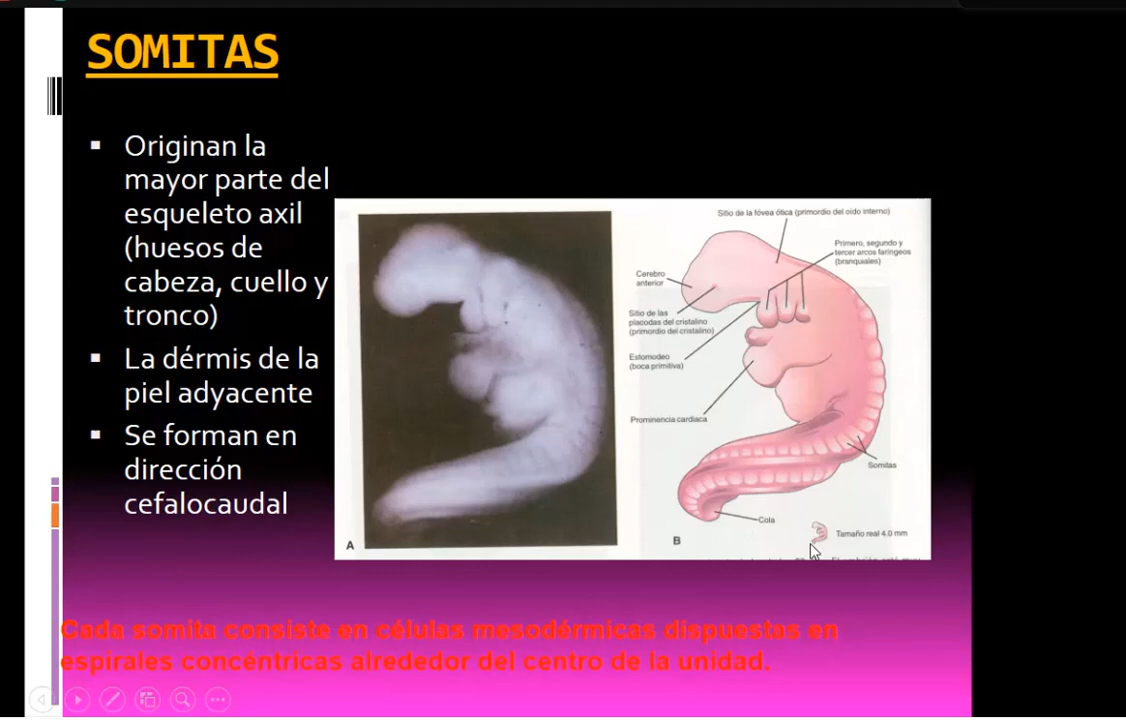 SOMITAS
Originan la
mayor parte del
esqueleto axil
(huesos de
cabeza, cuello y
tronco)
La dérmis de la
piel adyacente
Se forman en
dirección
cefalocaudal
Sitio de la fóvea ótica (primordio del oído interno)
Primero, segundo y
tercer arcos faríngeos
(branquiales)
Cerebro
anterior
Sitio de las
placodas del cristalino
(primordio del cristalino)
Estomodeo
(boca primitiva)
Prominencia cardiaca
Somitas
Cola
Tamaño real 4.0 mm
A
B
Cada somita consiste en células mesodérmicas dispuestas en
espirales concéntricas alrededor del centro de la unidad.